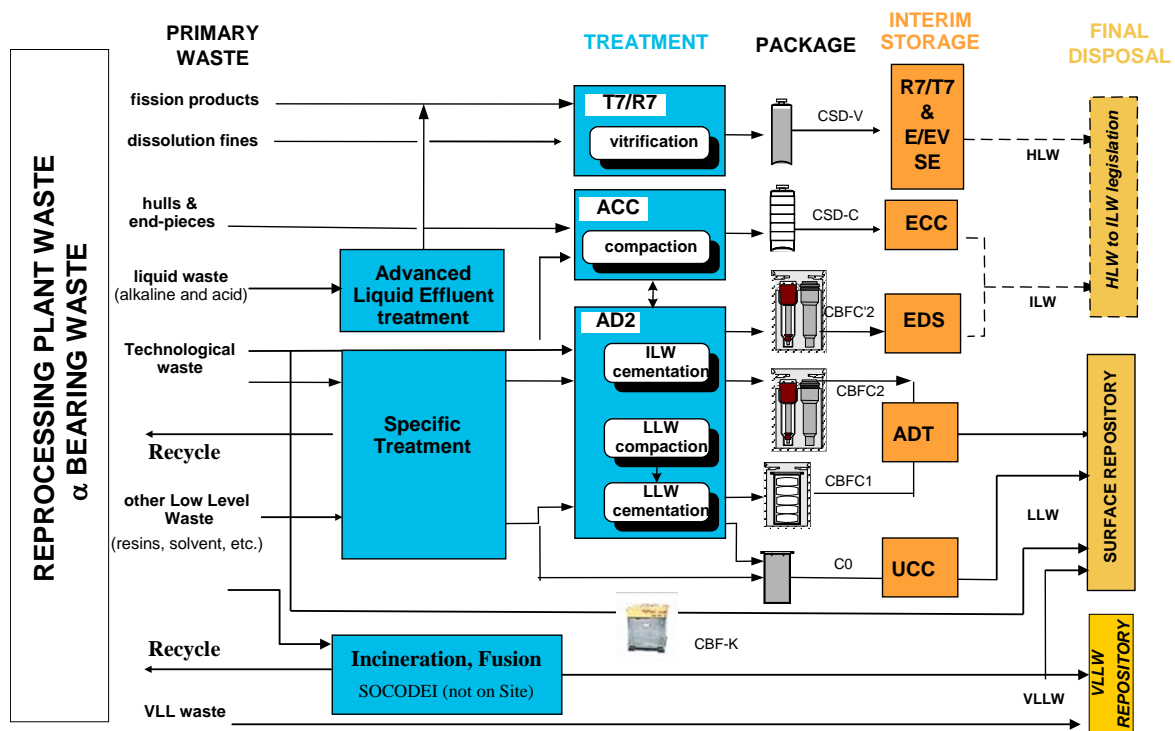 REPROCESSING PLANT WASTE
α BEARING WASTE
PRIMARY
WASTE
TREATMENT
PACKAGE
INTERIM
STORAGE
FINAL
DISPOSAL
fission products
dissolution fines
T7/R7
vitrification
CSD-V
R7/T7
&
E/EV
SE
HLW
HLW to ILW legislation
hulls &
end-pieces
ACC
compaction
CSD-C
ECC
liquid waste
(alkaline and acid)
Advanced
Liquid Effluent
treatment
ILW
AD2
CBFC'2
EDS
Technological
waste
ILW
cementation
CBFC2
Specific
Treatment
Recycle
LLW
compaction
ADT
LLW
cementation
CBFC1
other Low Level
Waste
(resins, solvent, etc.)
LLW
SURFACE REPOSITORY
C0
UCC
CBF-K
Recycle
Incineration, Fusion
SOCODEI (not on Site)
VLLW
REPOSITORY
VLLW
VLL waste